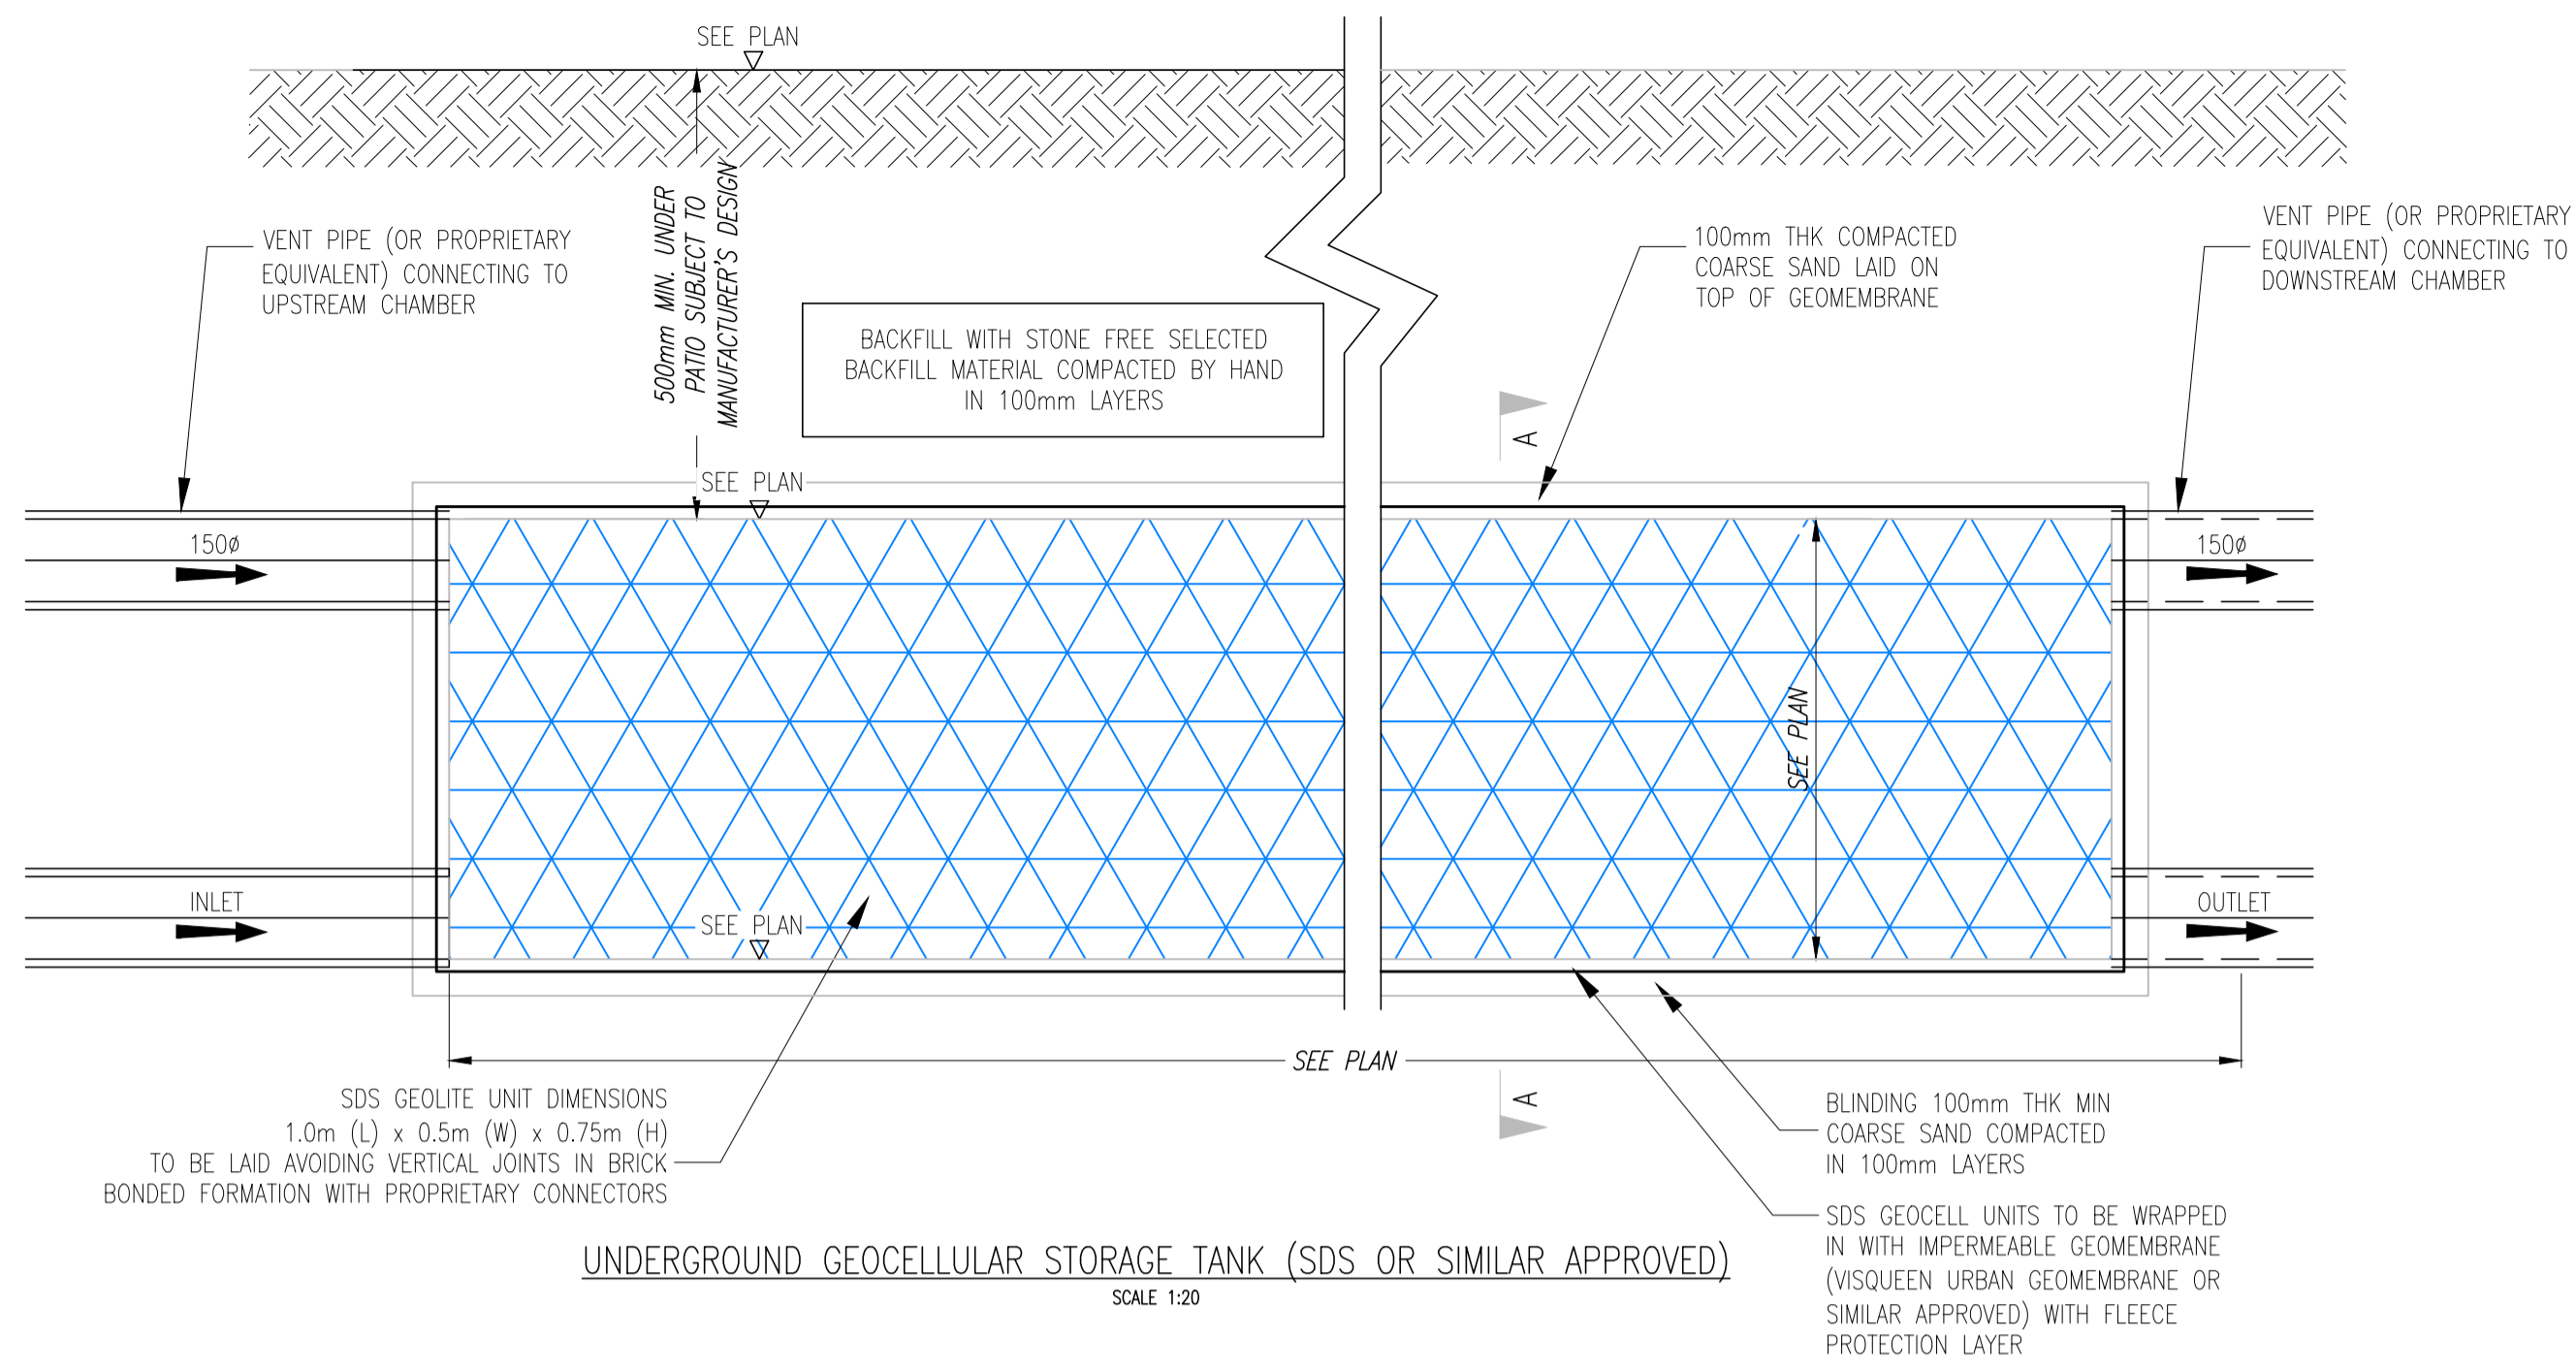 SEE PLAN
500mm MIN. UNDER
PATIO SUBJECT TO
MANUFACTURER'S DESIGN
VENT PIPE (OR PROPRIETARY
EQUIVALENT) CONNECTING TO
UPSTREAM CHAMBER
BACKFILL WITH STONE FREE SELECTED
BACKFILL MATERIAL COMPACTED BY HAND
IN 100mm LAYERS
100mm THK COMPACTED
COARSE SAND LAID ON
TOP OF GEOMEMBRANE
VENT PIPE (OR PROPRIETARY
EQUIVALENT) CONNECTING TO
DOWNSTREAM CHAMBER
A
SEE PLAN
150ø
150ø
SEE PLAN
INLET
SEE PLAN
OUTLET
SEE PLAN
A
SDS GEOLITE UNIT DIMENSIONS
1.0m (L) x 0.5m (W) x 0.75m (H)
TO BE LAID AVOIDING VERTICAL JOINTS IN BRICK
BONDED FORMATION WITH PROPRIETARY CONNECTORS
BLINDING 100mm THK MIN
COARSE SAND COMPACTED
IN 100mm LAYERS
SDS GEOCELL UNITS TO BE WRAPPED
IN WITH IMPERMEABLE GEOMEMBRANE
(VISQUEEN URBAN GEOMEMBRANE OR
SIMILAR APPROVED) WITH FLEECE
PROTECTION LAYER
UNDERGROUND GEOCELLULAR STORAGE TANK (SDS OR SIMILAR APPROVED)
SCALE 1:20